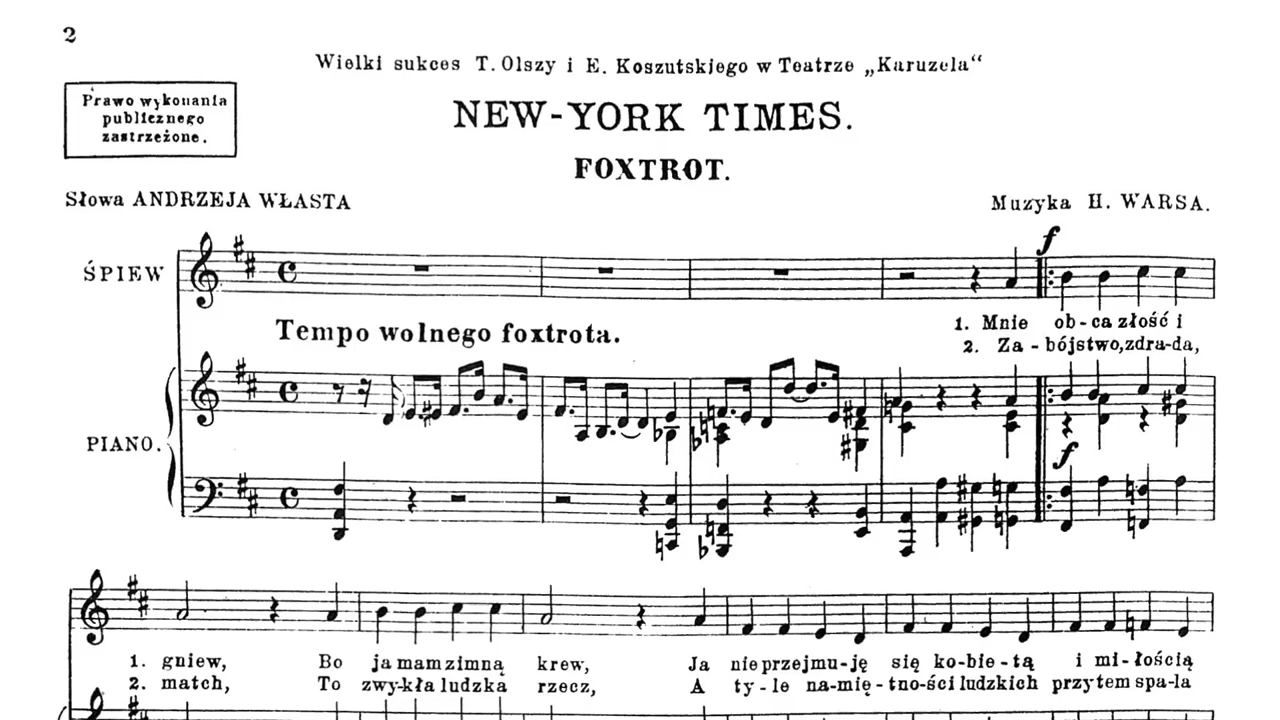 2
Wielki sukces T. Olszy i E. Koszutskiego w Teatrze „Karuzela“
Prawo wykonania
publicznego
zastrzeżone.
NEW-YORK TIMES.
FOXTROT.
Słowa ANDRZEJA WŁASTA
Muzyka H. WARSA.
f
ŚPIEW
Tempo wolnego foxtrota.
1. Mnie ob-ca złość i
2. Za-bójstwo, zdra-da,
PIANO.
f
1. gniew, Bo ja mam zimną krew, Ja nie przejmu-ję się ko-bie-tą i mi-łością
2. match, To zwy-kła ludzka rzecz, A ty-le na-mię-tno-ści ludzkich przytem spa-la